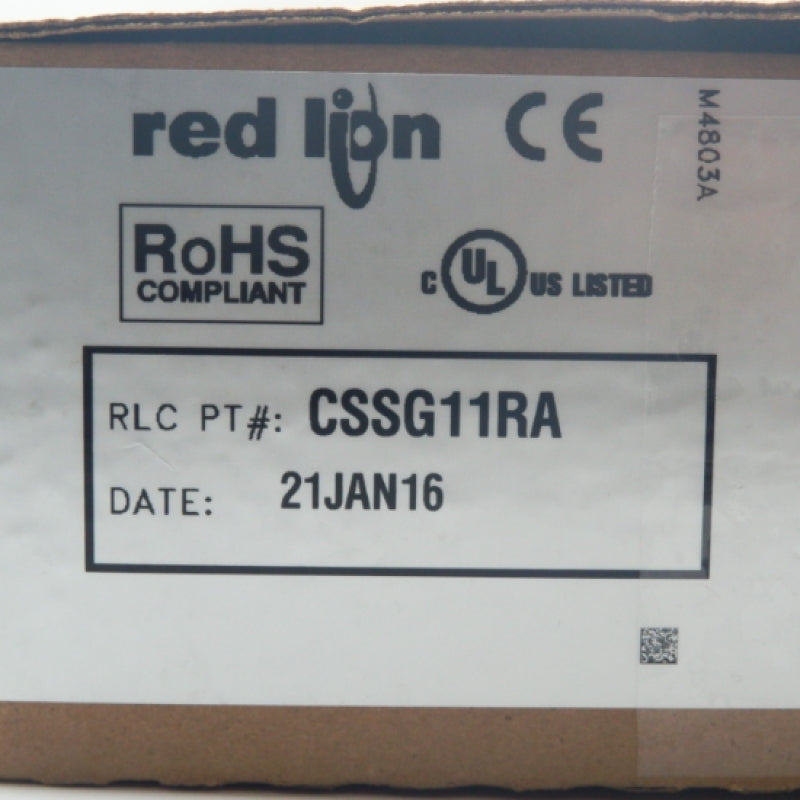 red lion CE
M4803A
RoHS
COMPLIANT
C UL US LISTED
RLC PT#: CSSG11RA
DATE: 21JAN16